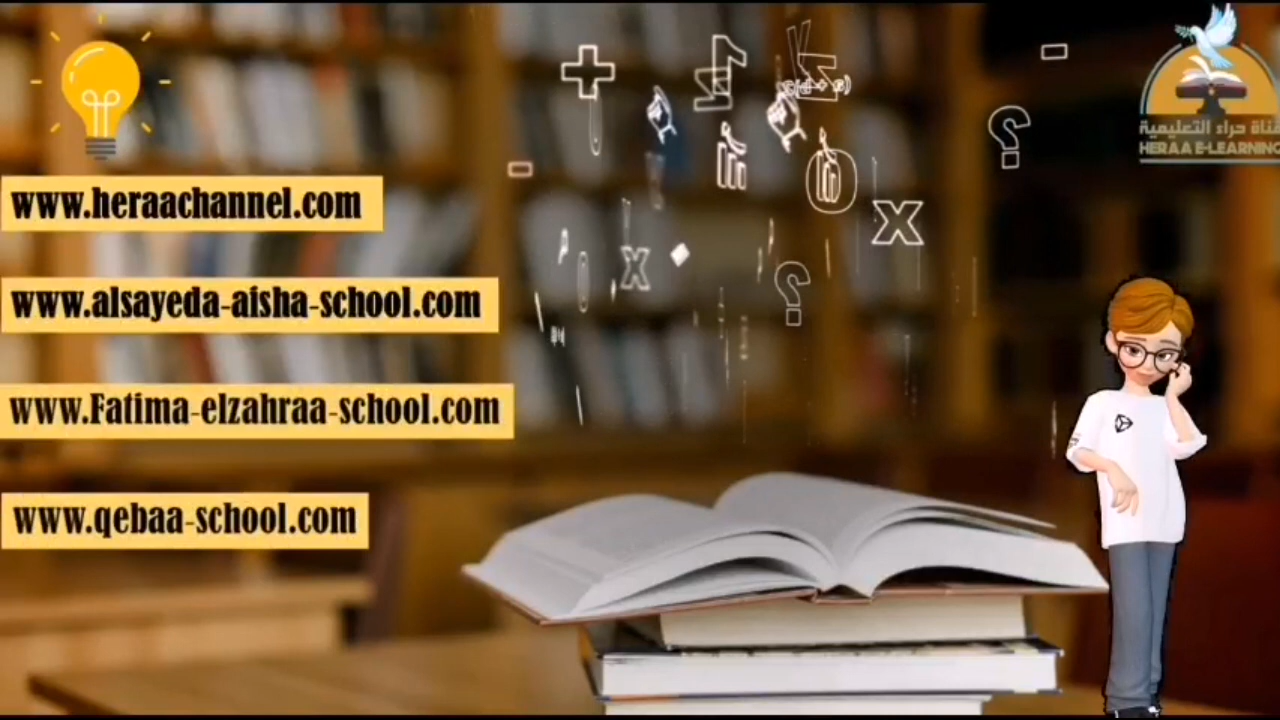 www.heraachannel.com
www.alsayeda-aisha-school.com
www.Fatima-elzahraa-school.com
www.qebaa-school.com
قناة حراء التعليمية
HERAA E-LEARNING
+
x
x
?
?